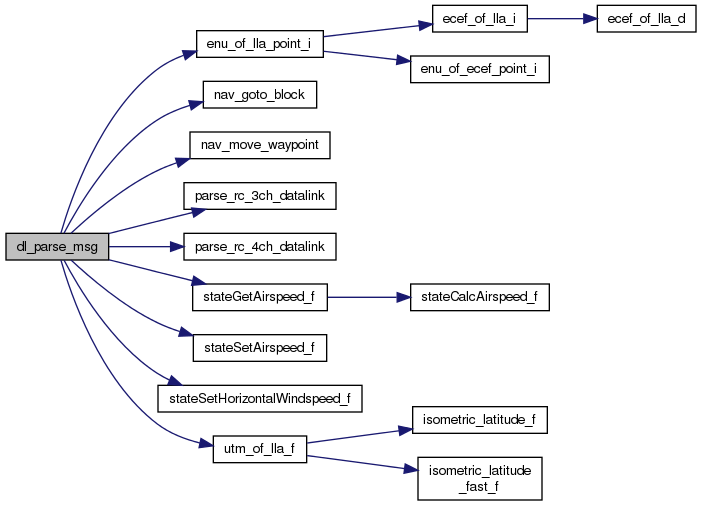 ecef_of_lla_i
ecef_of_lla_d
enu_of_lla_point_i
enu_of_ecef_point_i
nav_goto_block
nav_move_waypoint
parse_rc_3ch_datalink
dl_parse_msg
parse_rc_4ch_datalink
stateGetAirspeed_f
stateCalcAirspeed_f
stateSetAirspeed_f
stateSetHorizontalWindspeed_f
isometric_latitude_f
utm_of_lla_f
isometric_latitude
_fast_f